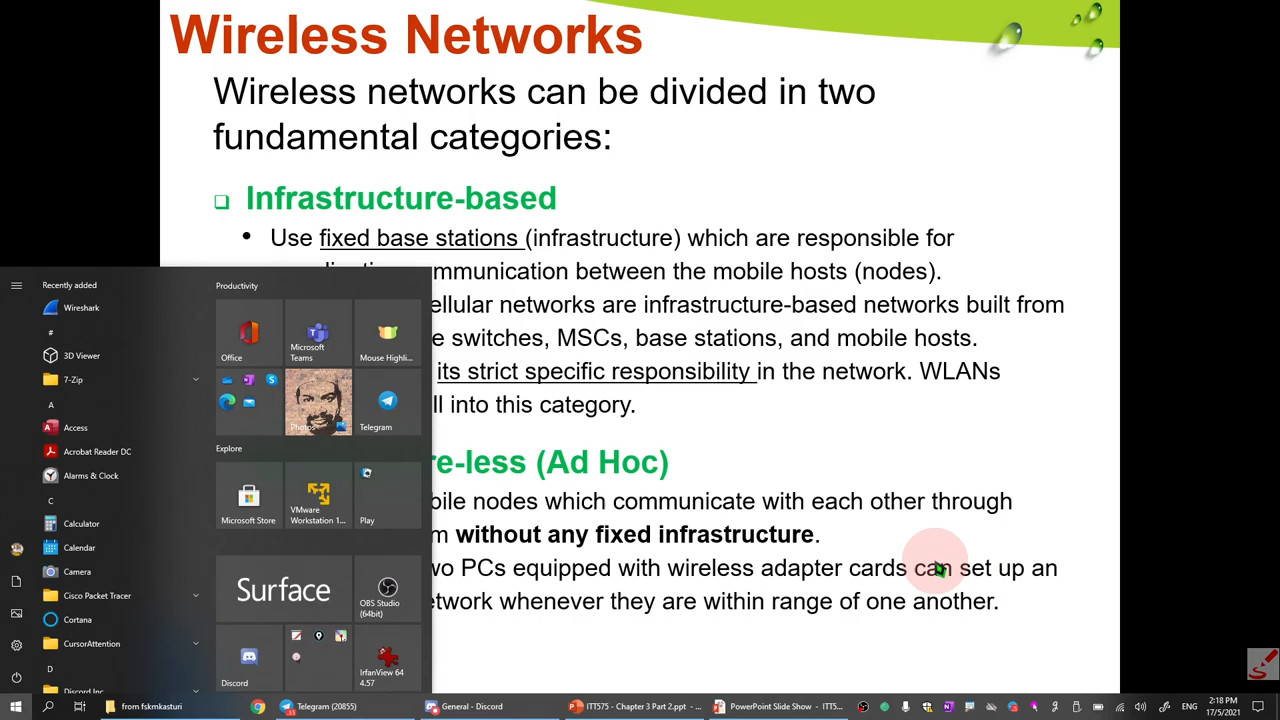 Wireless Networks
Wireless networks can be divided in two
fundamental categories:
Infrastructure-based
• Use fixed base stations (infrastructure) which are responsible for
mmunication between the mobile hosts (nodes).
ellular networks are infrastructure-based networks built from
e switches, MSCs, base stations, and mobile hosts.
its strict specific responsibility in the network. WLANs
ll into this category.
re-less (Ad Hoc)
bile nodes which communicate with each other through
m without any fixed infrastructure.
wo PCs equipped with wireless adapter cards can set up an
etwork whenever they are within range of one another.
Recently added
Wireshark
#
3D Viewer
7-Zip
A
Access
Acrobat Reader DC
Alarms & Clock
C
Calculator
Calendar
Camera
Cisco Packet Tracer
Cortana
CursorAttention
D
Discord Inc
Productivity
Office
Microsoft Teams
Mouse Highli...
Photos
Telegram
Explore
Microsoft Store
VMware Workstation 1...
Play
Surface
OBS Studio (64bit)
Discord
IrfanView 64 4.57
from fskmkasturi
Telegram (20855)
General - Discord
ITT575 - Chapter 3 Part 2.ppt - ...
PowerPoint Slide Show - ITT5...
2:18 PM
17/5/2021